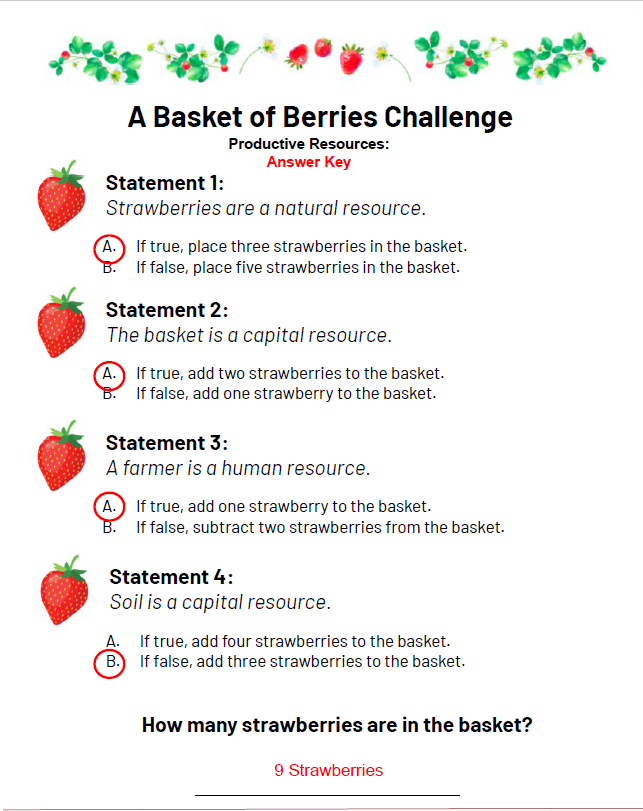 A Basket of Berries Challenge
Productive Resources:
Answer Key
Statement 1:
Strawberries are a natural resource.
A. If true, place three strawberries in the basket.
B. If false, place five strawberries in the basket.
Statement 2:
The basket is a capital resource.
A. If true, add two strawberries to the basket.
B. If false, add one strawberry to the basket.
Statement 3:
A farmer is a human resource.
A. If true, add one strawberry to the basket.
B. If false, subtract two strawberries from the basket.
Statement 4:
Soil is a capital resource.
A. If true, add four strawberries to the basket.
B. If false, add three strawberries to the basket.
How many strawberries are in the basket?
9 Strawberries